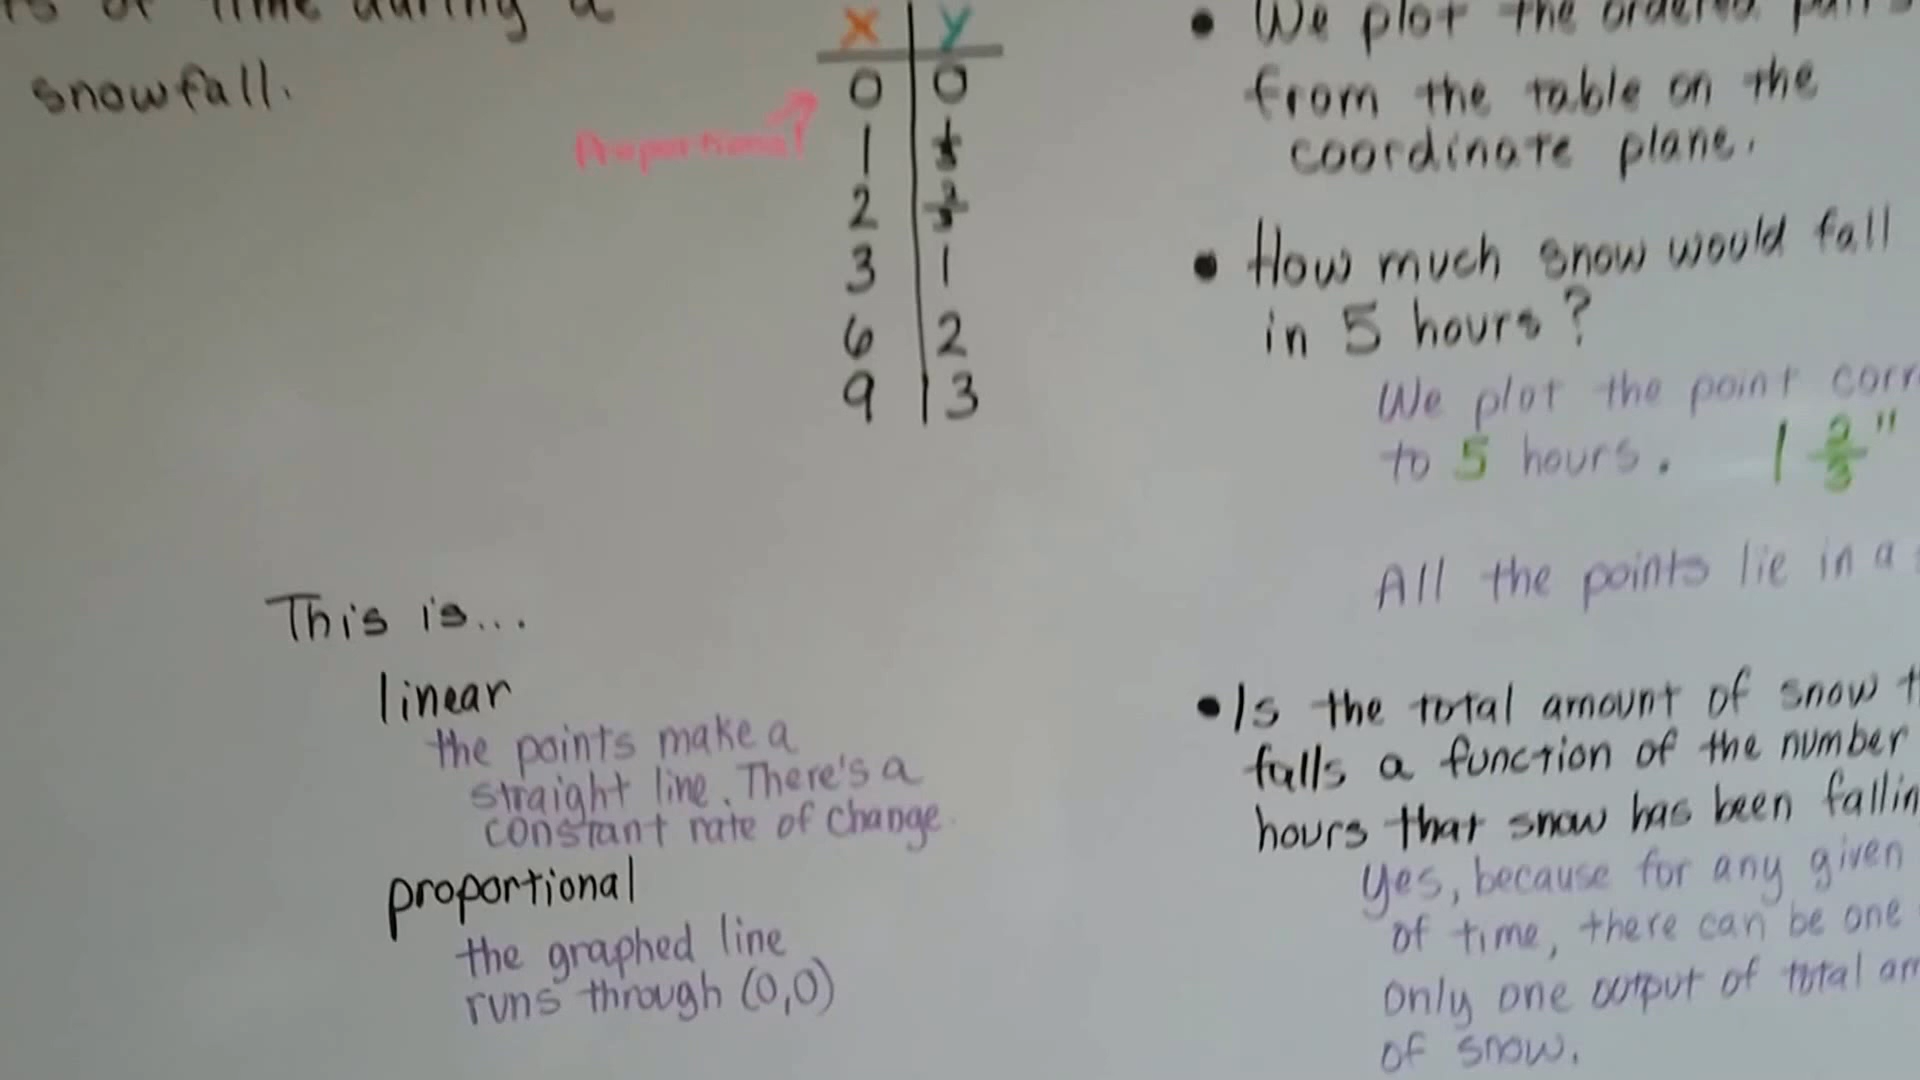 of time during a
snowfall.
x y
0 0
Proportional!
1 1/3
2 2/3
3 1
6 2
9 3
This is...
linear
the points make a
straight line. There's a
constant rate of change.
proportional
the graphed line
runs through (0,0)
• We plot the ordered
from the table on the
coordinate plane.
• How much snow would fall
in 5 hours?
We plot the point
to 5 hours. 1 2/3"
All the points lie in a
• Is the total amount of snow
falls a function of the number
hours that snow has been
Yes, because for any given
of time, there can be one
only one output of total
of snow.